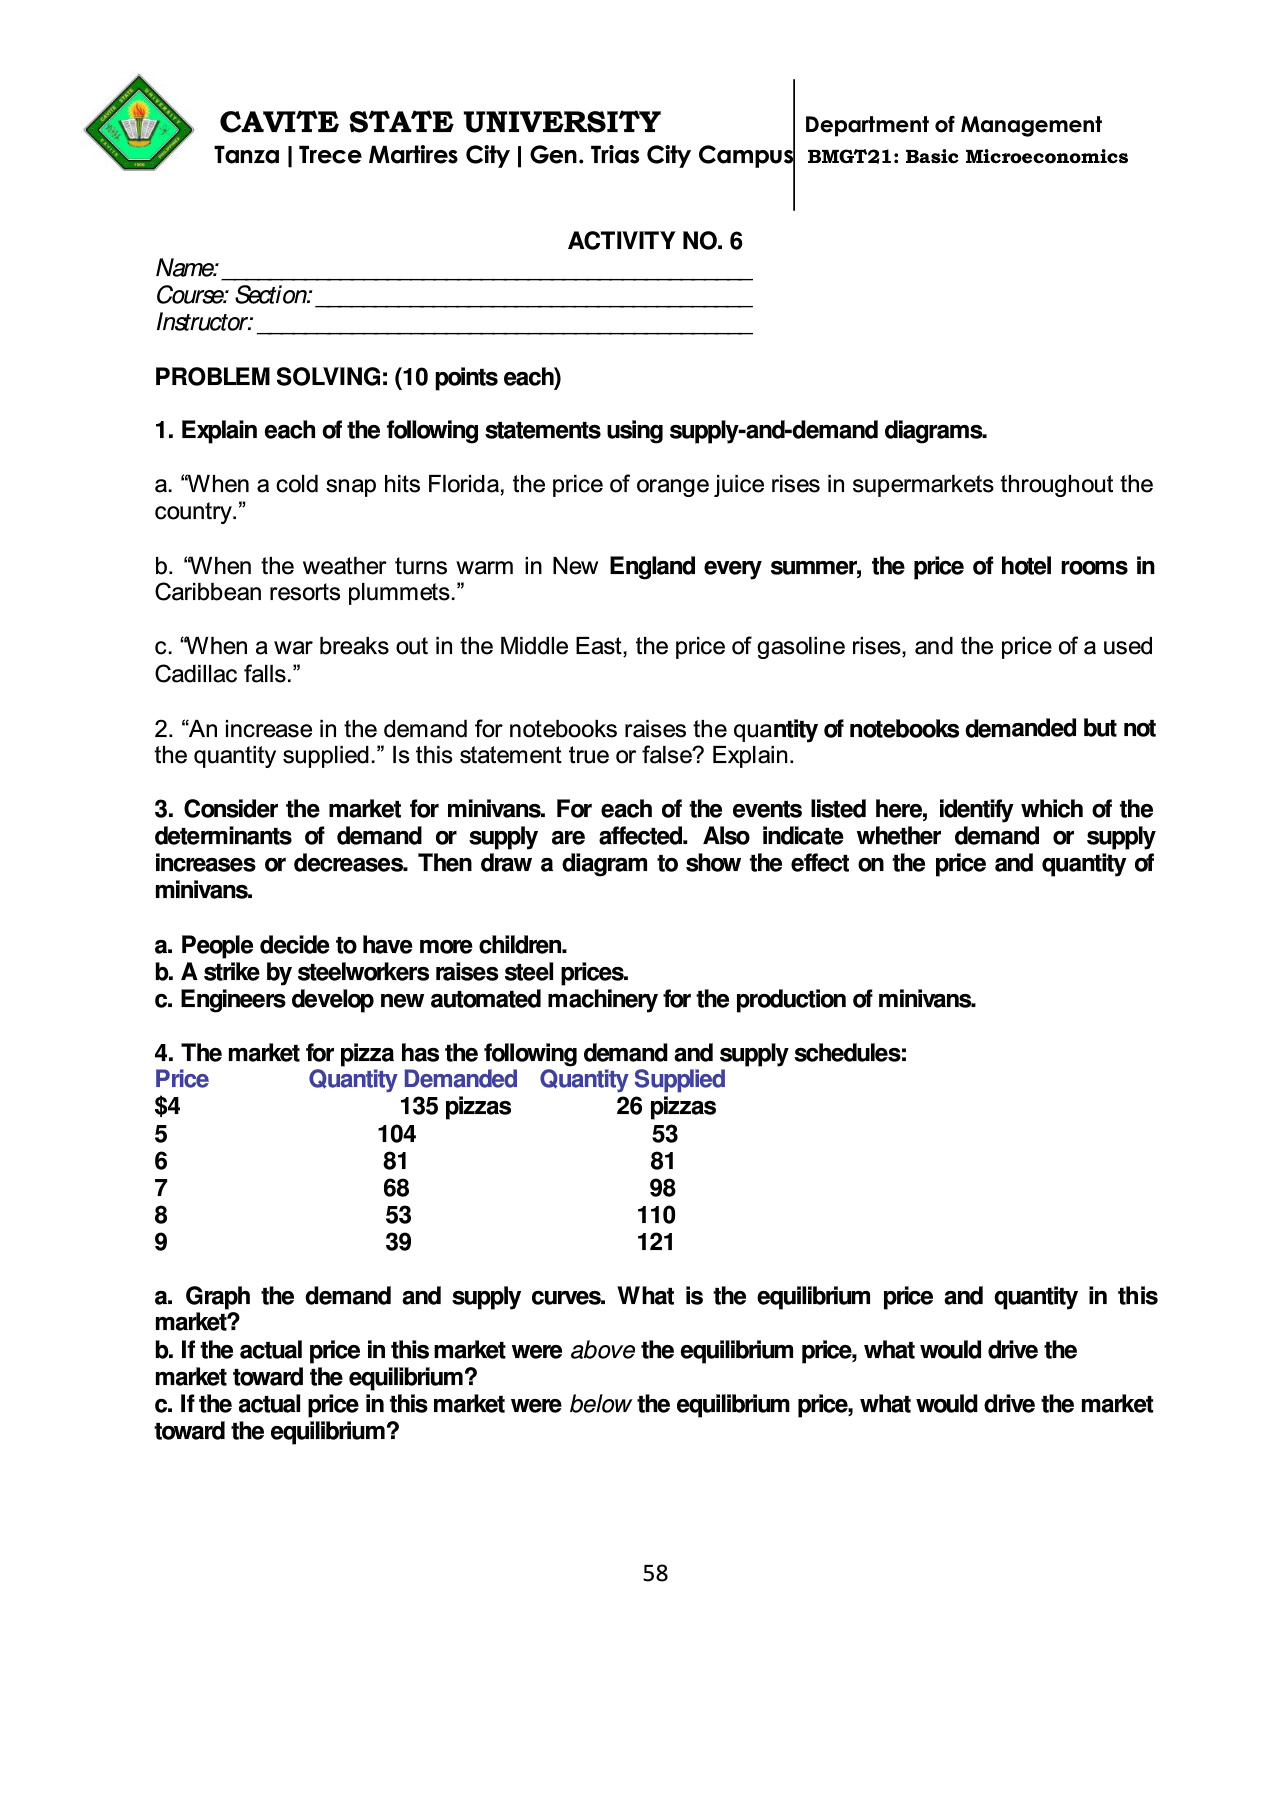 CAVITE STATE UNIVERSITY
Tanza | Trece Martires City | Gen. Trias City Campus
Department of Management
BMGT21: Basic Microeconomics
ACTIVITY NO. 6
Name: ___________________________________________
Course: Section: ___________________________________
Instructor: ________________________________________
PROBLEM SOLVING: (10 points each)
1. Explain each of the following statements using supply-and-demand diagrams.
a. “When a cold snap hits Florida, the price of orange juice rises in supermarkets throughout the
country.”
b. “When the weather turns warm in New England every summer, the price of hotel rooms in
Caribbean resorts plummets.”
c. “When a war breaks out in the Middle East, the price of gasoline rises, and the price of a used
Cadillac falls.”
2. “An increase in the demand for notebooks raises the quantity of notebooks demanded but not
the quantity supplied.” Is this statement true or false? Explain.
3. Consider the market for minivans. For each of the events listed here, identify which of the
determinants of demand or supply are affected. Also indicate whether demand or supply
increases or decreases. Then draw a diagram to show the effect on the price and quantity of
minivans.
a. People decide to have more children.
b. A strike by steelworkers raises steel prices.
c. Engineers develop new automated machinery for the production of minivans.
4. The market for pizza has the following demand and supply schedules:
Price Quantity Demanded Quantity Supplied
$4 135 pizzas 26 pizzas
5 104 53
6 81 81
7 68 98
8 53 110
9 39 121
a. Graph the demand and supply curves. What is the equilibrium price and quantity in this
market?
b. If the actual price in this market were above the equilibrium price, what would drive the
market toward the equilibrium?
c. If the actual price in this market were below the equilibrium price, what would drive the market
toward the equilibrium?
58